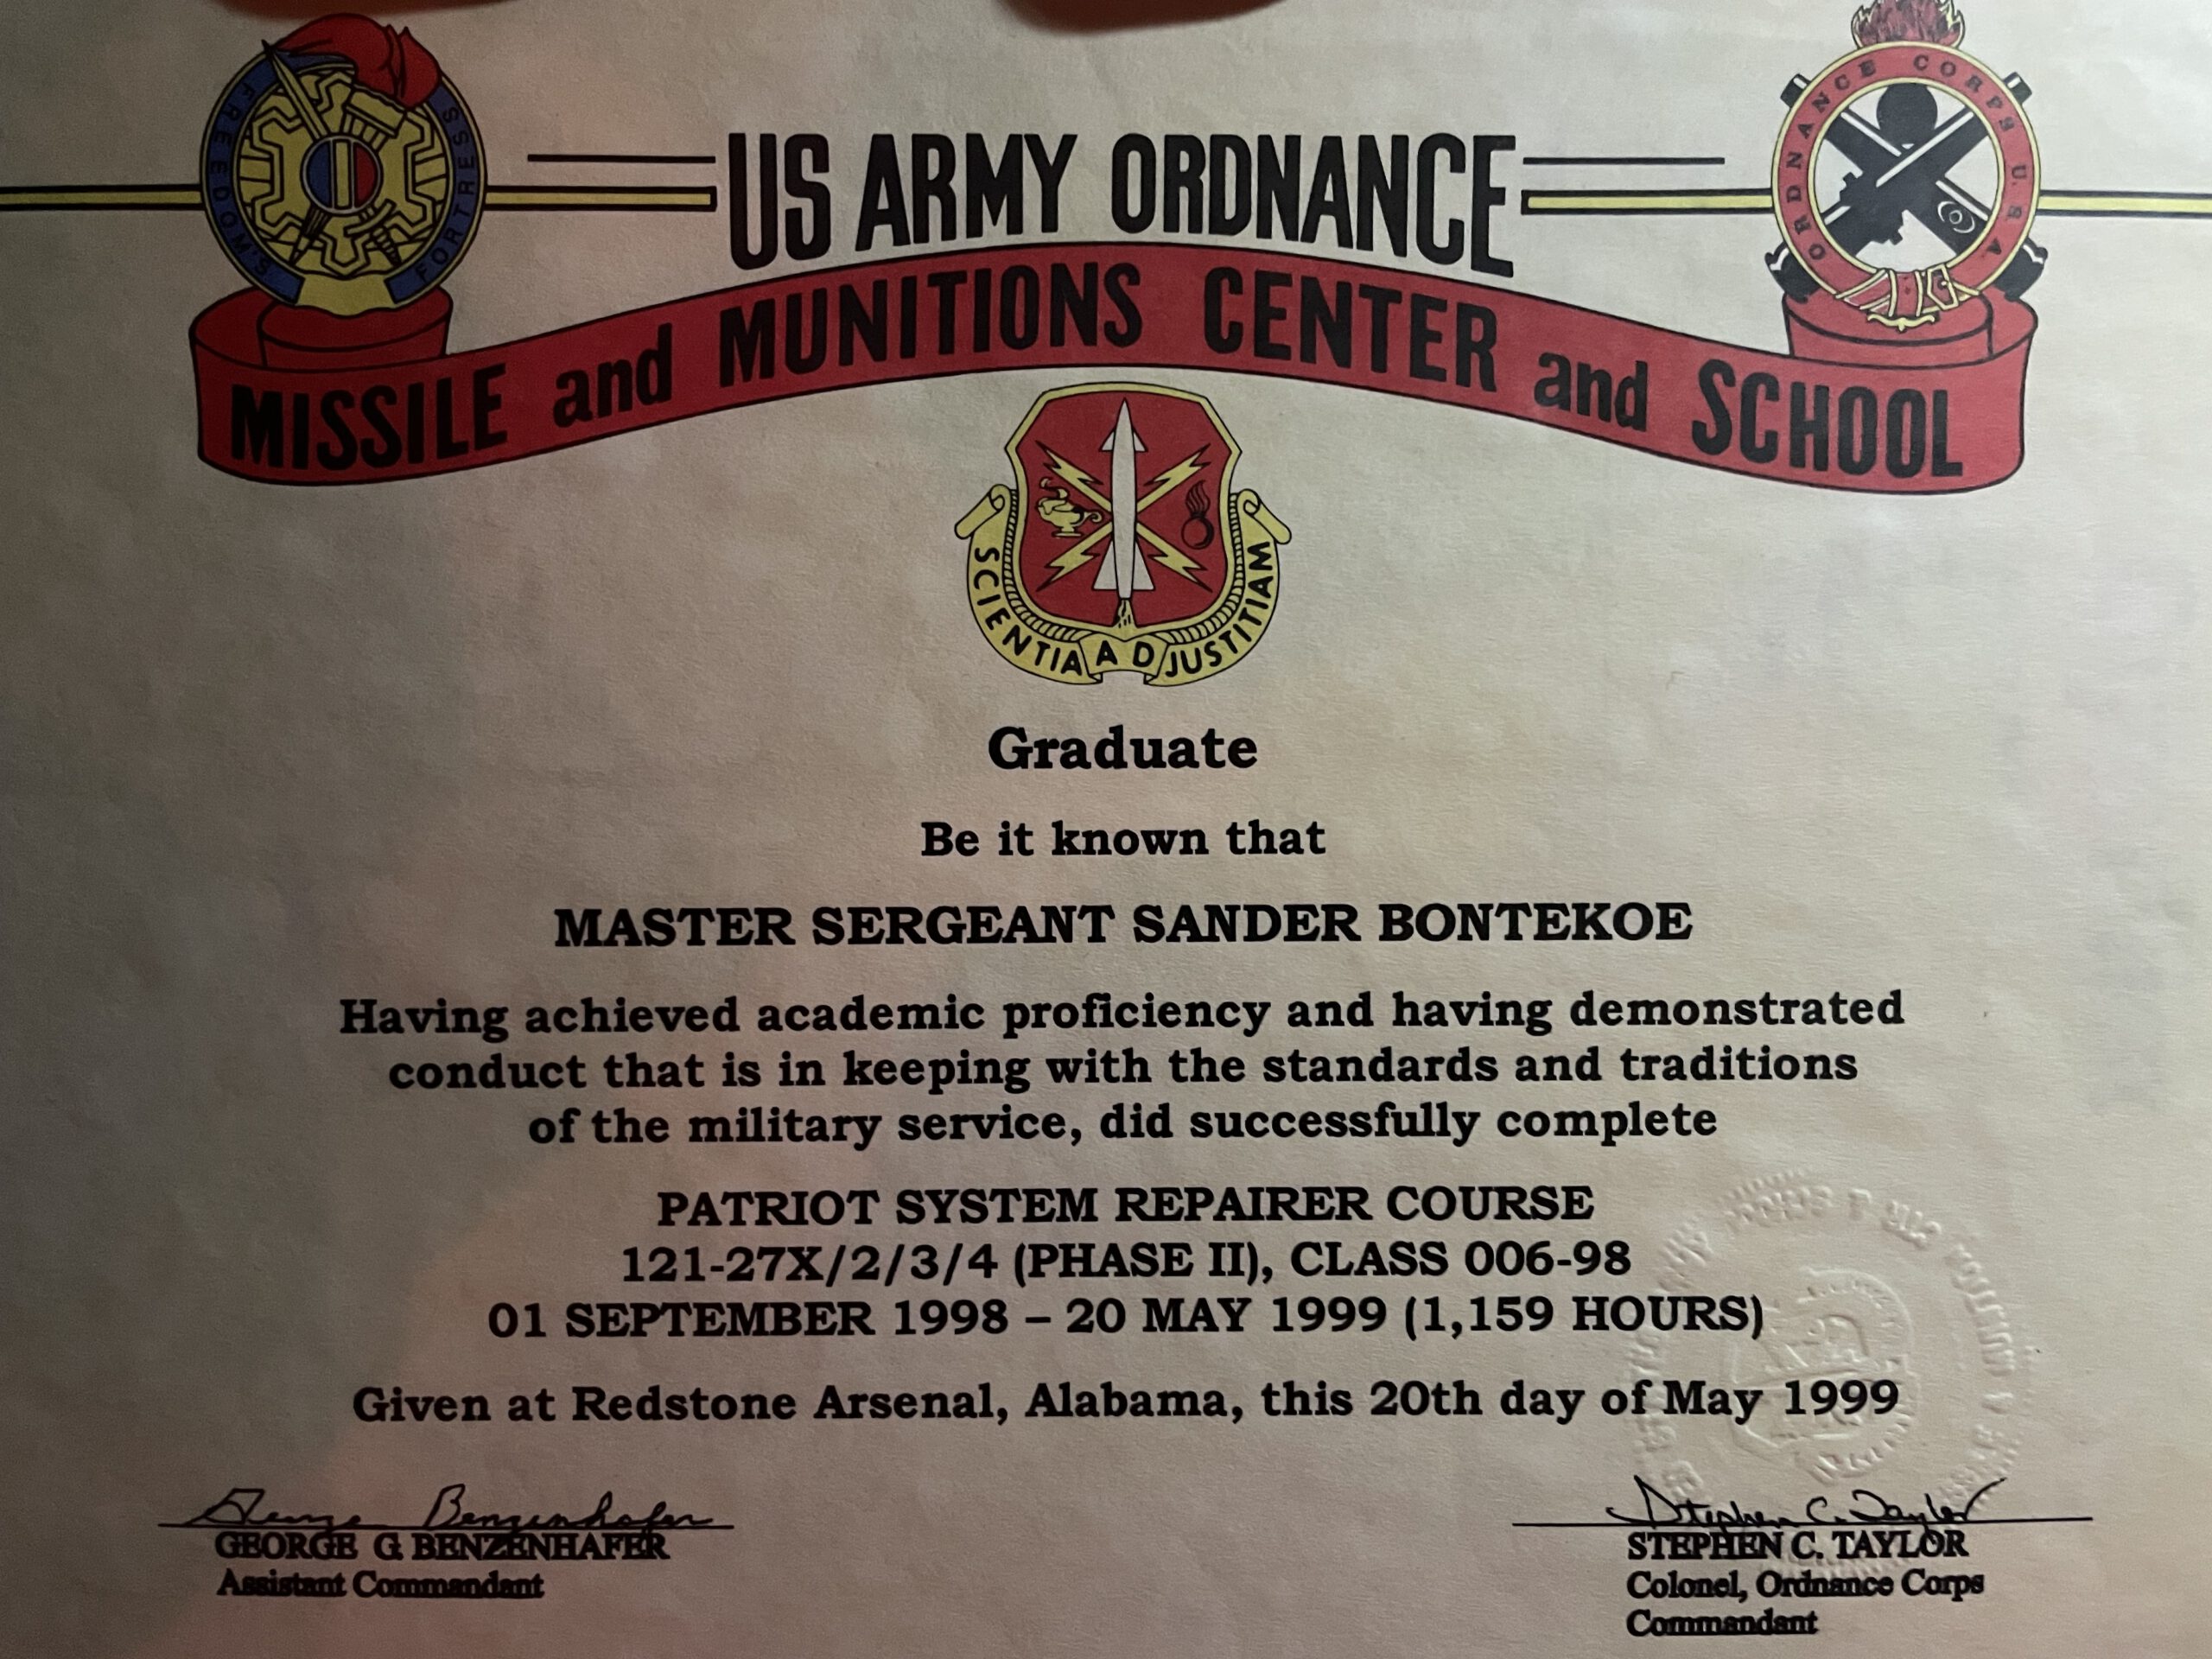 FREEDOM'S FORTRESS
ORDNANCE CORPS U.S.A.
US ARMY ORDNANCE
MISSILE and MUNITIONS CENTER and SCHOOL
SCIENTIA AD JUSTITIAM
Graduate
Be it known that
MASTER SERGEANT SANDER BONTEKOE
Having achieved academic proficiency and having demonstrated
conduct that is in keeping with the standards and traditions
of the military service, did successfully complete
PATRIOT SYSTEM REPAIRER COURSE
121-27X/2/3/4 (PHASE II), CLASS 006-98
01 SEPTEMBER 1998 – 20 MAY 1999 (1,159 HOURS)
Given at Redstone Arsenal, Alabama, this 20th day of May 1999
George Benzenhafer
GEORGE G BENZENHAFER
Assistant Commandant
Stephen C. Taylor
STEPHEN C. TAYLOR
Colonel, Ordnance Corps
Commandant